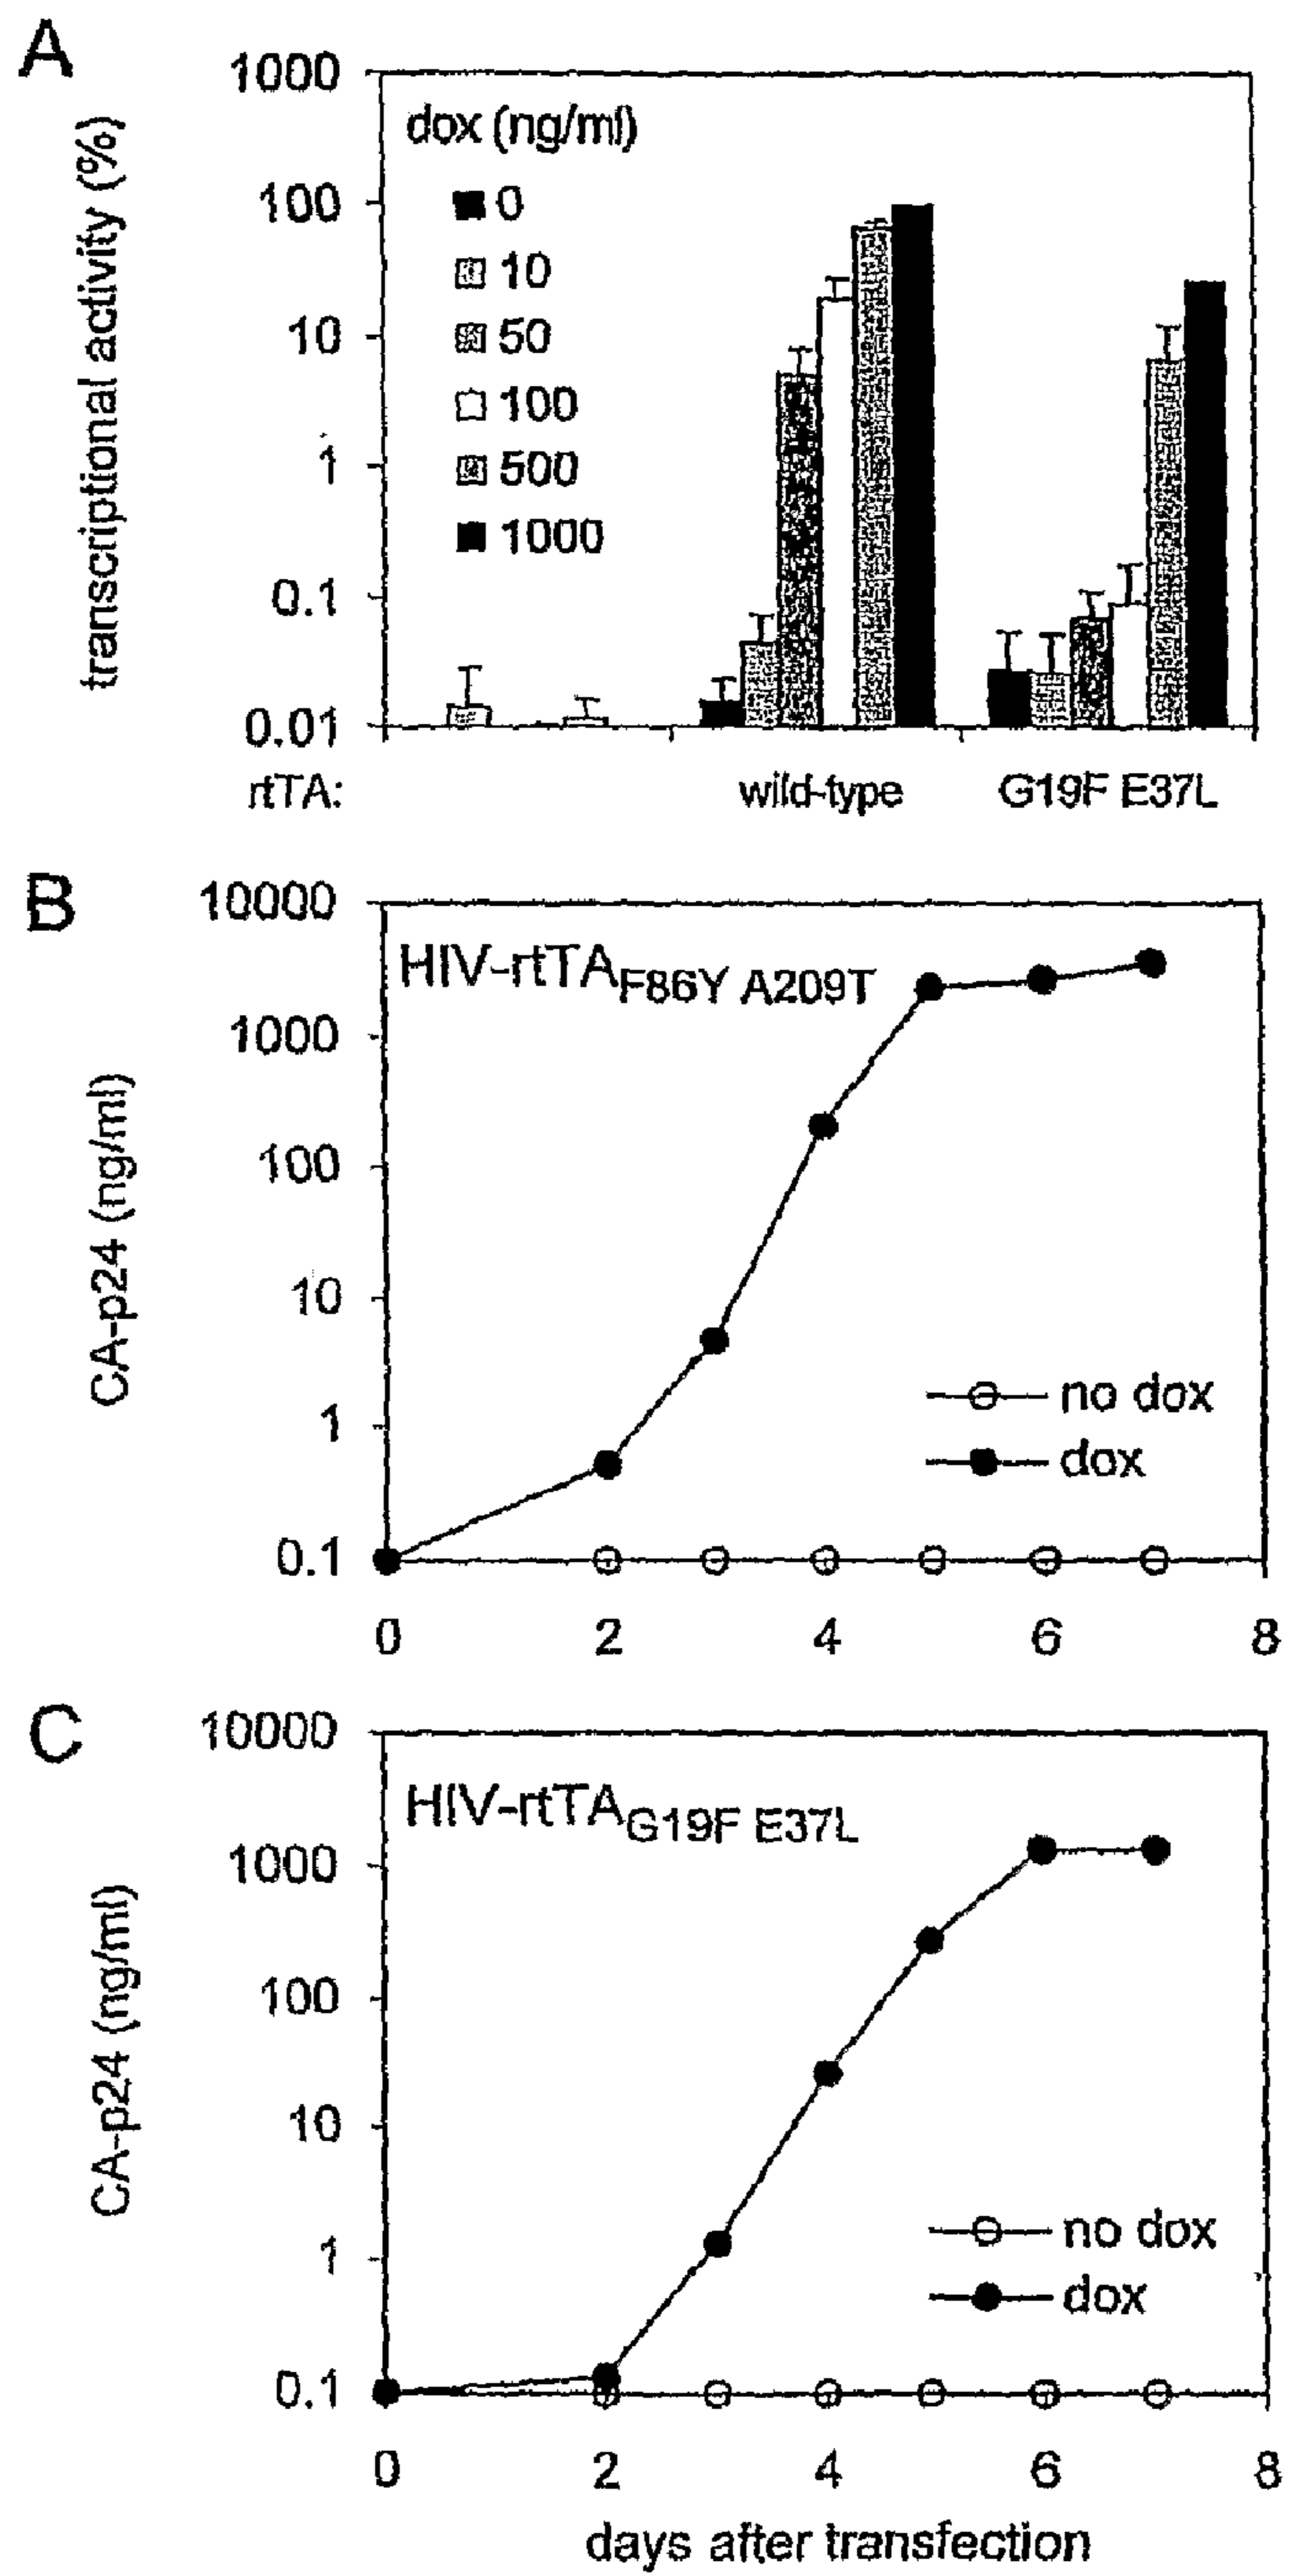 A
transcriptional activity (%)
1000
100
10
1
0.1
0.01
dox (ng/ml)
0
10
50
100
500
1000
rtTA:
wild-type
G19F E37L
B
CA-p24 (ng/ml)
10000
1000
100
10
1
0.1
HIV-rtTAF86Y A209T
no dox
dox
0 2 4 6 8
C
CA-p24 (ng/ml)
10000
1000
100
10
1
0.1
HIV-rtTAG19F E37L
no dox
dox
0 2 4 6 8
days after transfection